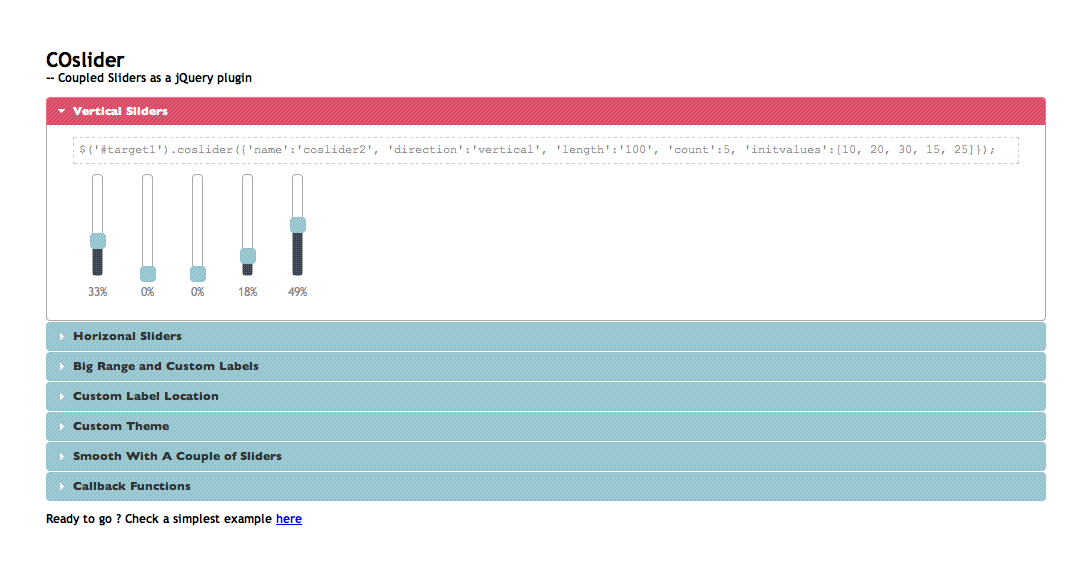 COslider
-- Coupled Sliders as a jQuery plugin
Vertical Sliders
$('#target1').coslider({'name':'coslider2', 'direction':'vertical', 'length':'100', 'count':5, 'initvalues':[10, 20, 30, 15, 25]});
33% 0% 0% 18% 49%
Horizonal Sliders
Big Range and Custom Labels
Custom Label Location
Custom Theme
Smooth With A Couple of Sliders
Callback Functions
Ready to go ? Check a simplest example here